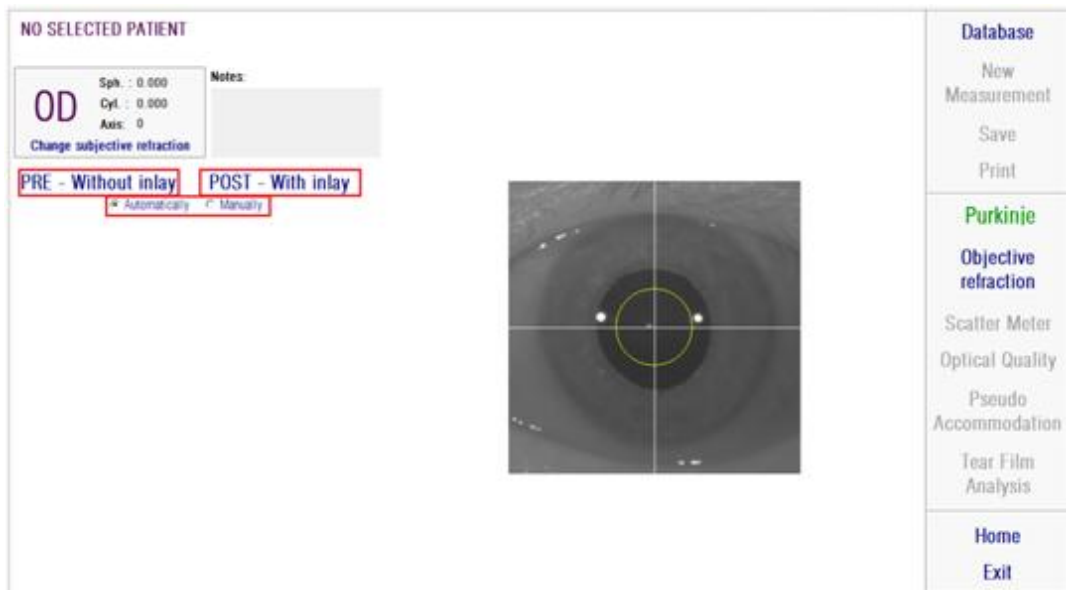 NO SELECTED PATIENT
OD
Sph. : 0.000
Cyl. : 0.000
Axis: 0
Change subjective refraction
Notes:
PRE - Without inlay
POST - With inlay
Automatically
Manually
Database
New
Measurement
Save
Print
Purkinje
Objective
refraction
Scatter Meter
Optical Quality
Pseudo
Accommodation
Tear Film
Analysis
Home
Exit